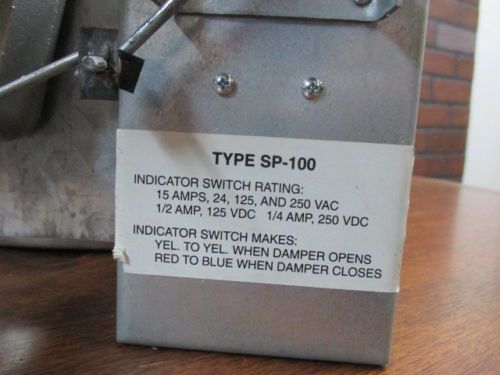 TYPE SP-100
INDICATOR SWITCH RATING:
15 AMPS, 24, 125, AND 250 VAC
1/2 AMP, 125 VDC 1/4 AMP, 250 VDC
INDICATOR SWITCH MAKES:
YEL. TO YEL. WHEN DAMPER OPENS
RED TO BLUE WHEN DAMPER CLOSES